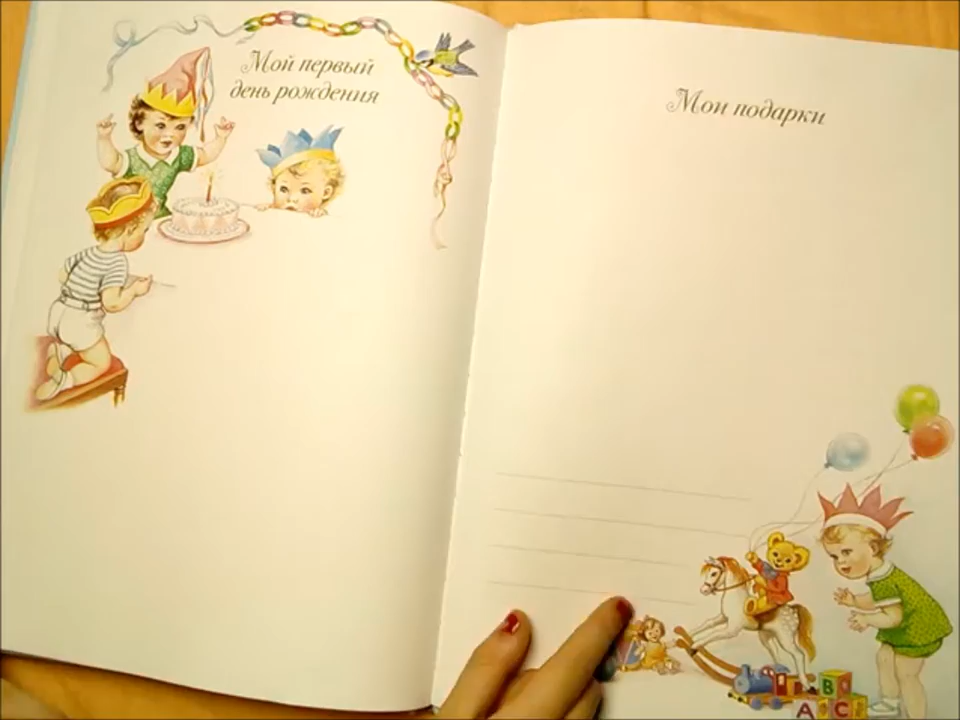 Мой первый
день рождения
Мои подарки
B
A C C